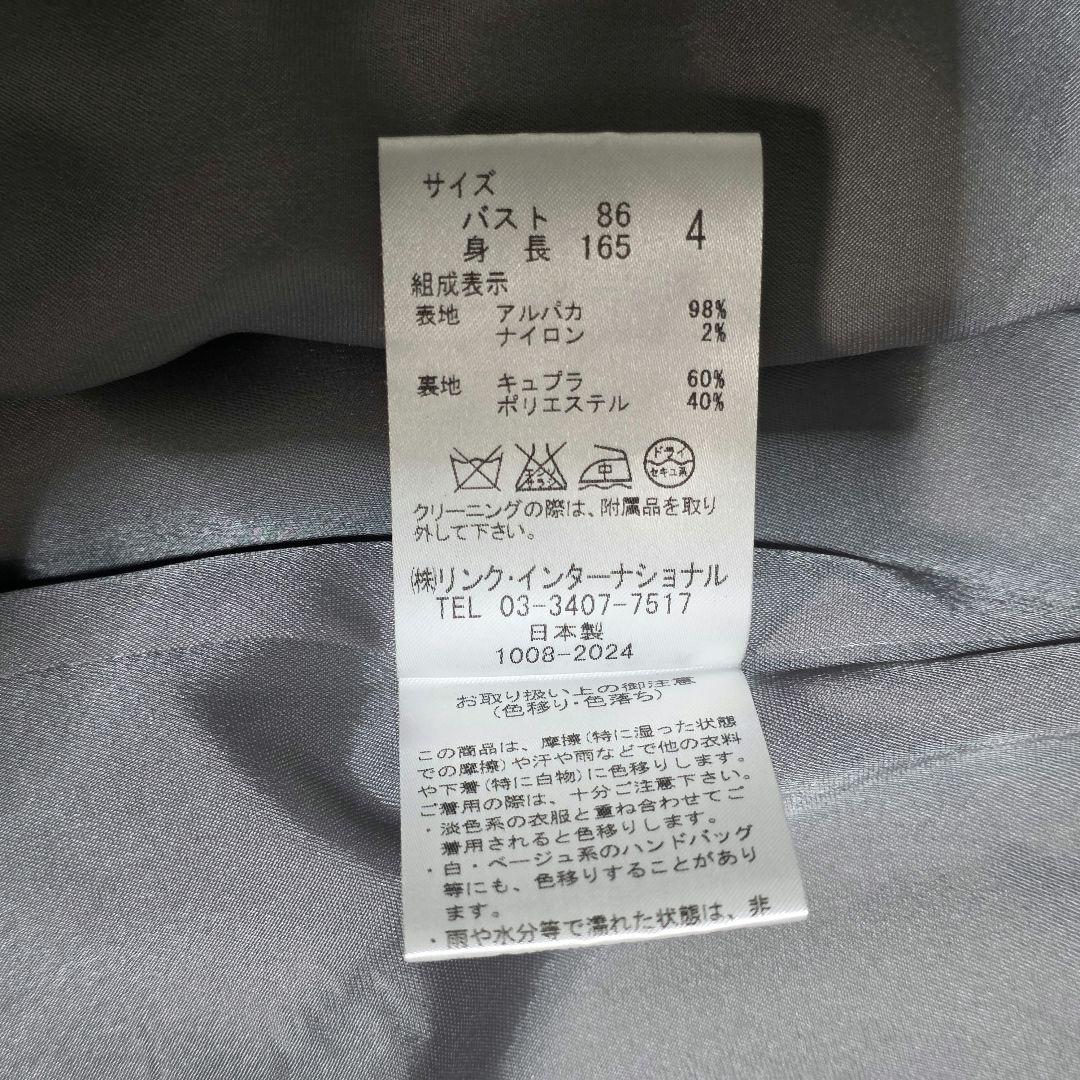 サイズ
バスト 86 4
身長 165
組成表示
表地 アルパカ 98%
ナイロン 2%
裏地 キュプラ 60%
ポリエステル 40%
エンソ サラシ 中 ドライ セキユ系
クリーニングの際は、附属品を取り
外して下さい。
㈱リンク・インターナショナル
TEL 03-3407-7517
日本製
1008-2024
お取り扱い上の御注意
(色移り・色落ち)
この商品は、摩擦(特に湿った状態
での摩擦)や汗や雨などで他の衣料
や下着(特に白物)に色移りします。
ご着用の際は、十分ご注意下さい。
・淡色系の衣服と重ね合わせてご
着用されると色移りします。
・白・ベージュ系のハンドバッグ
等にも、色移りすることがあり
ます。
・雨や水分等で濡れた状態は、非